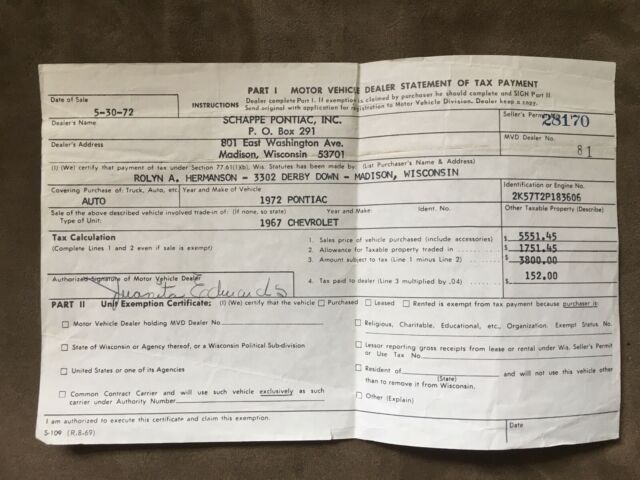 PART I MOTOR VEHICLE DEALER STATEMENT OF TAX PAYMENT
Date of Sale
5-30-72
INSTRUCTIONS
Dealer complete Part I. If exemption is claimed by purchaser he should complete and SIGN Part II
Send original with application for registration to Motor Vehicle Division. Dealer keep a copy.
Dealer's Name
SCHAPPE PONTIAC, INC.
P. O. BOX 291
Seller's Permit
28170
Dealer's Address
801 East Washington Ave.
Madison, Wisconsin 53701
MVD Dealer No.
81
(I) (We) certify that payment of tax under Section 77.61(1)(b), Wis. Statutes has been made by: (List Purchaser's Name & Address)
ROLYN A. HERMANSON - 3302 DERBY DOWN - MADISON, WISCONSIN
Covering Purchase of: Truck, Auto, etc.
AUTO
Year and Make of Vehicle
1972 PONTIAC
Identification or Engine No.
2K57T2P183606
Sale of the above described vehicle involved trade-in of: (If none, so state) Year and Make: Ident. No.
Type of Unit:
1967 CHEVROLET
Other Taxable Property (Describe)
Tax Calculation
(Complete Lines 1 and 2 even if sale is exempt)
1. Sales price of vehicle purchased (include accessories) $ 5551.45
2. Allowance for Taxable property traded in $ 1751.45
3. Amount subject to tax (Line 1 minus Line 2) $ 3800.00
4. Tax paid to dealer (Line 3 multiplied by .04) $ 152.00
Authorized Signature of Motor Vehicle Dealer
Juanita Edwards
PART II Unit Exemption Certificate: (I) (We) certify that the vehicle ☐ Purchased ☐ Leased ☐ Rented is exempt from tax payment because purchaser is:
☐ Motor Vehicle Dealer holding MVD Dealer No.
☐ Religious, Charitable, Educational, etc., Organization. Exempt Status No.
☐ State of Wisconsin or Agency thereof, or a Wisconsin Political Sub-division
☐ Lessor reporting gross receipts from lease or rental under Wis. Seller's Permit
or Use Tax No.
☐ United States or one of its Agencies
☐ Resident of (State) and will not use this vehicle other
than to remove it from Wisconsin.
☐ Common Contract Carrier and will use such vehicle exclusively as such
carrier under Authority Number
☐ Other (Explain)
I am authorized to execute this certificate and claim this exemption.
Date
S-109 (R.8-69)